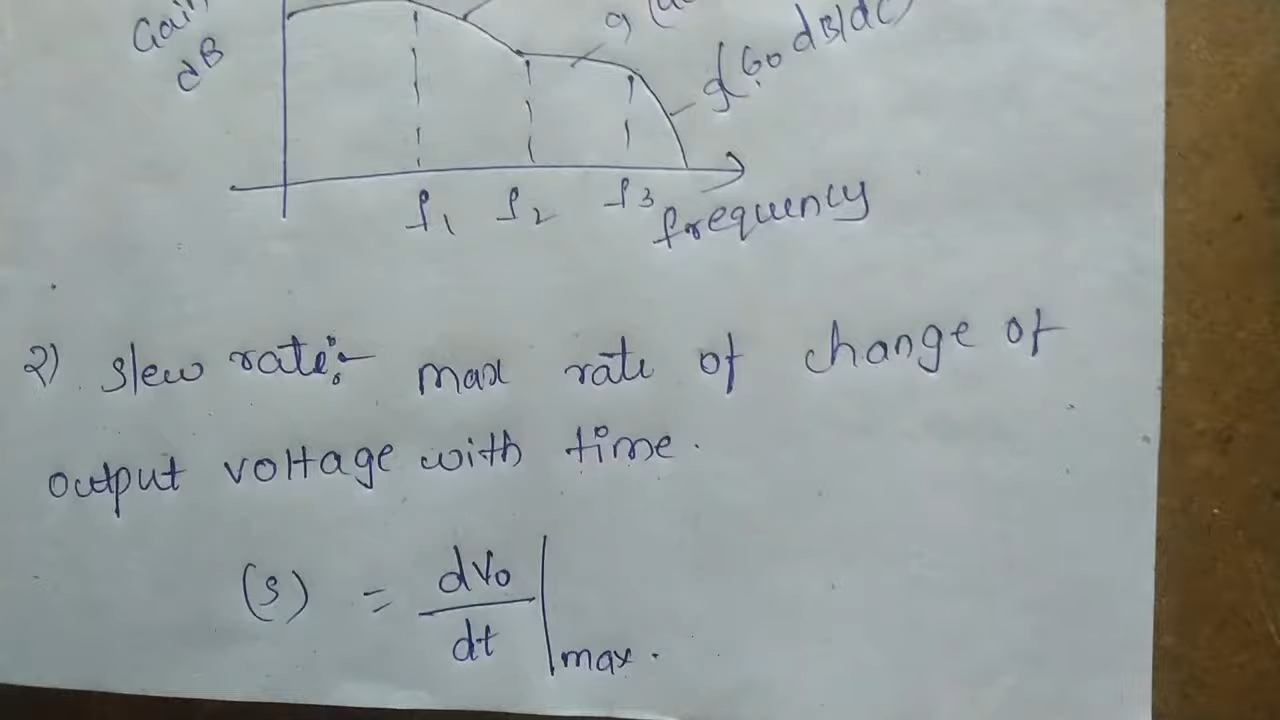 Gain
dB
(60 dB/dc)
f1 f2 f3
frequency
2) Slew rate:- max rate of change of
output voltage with time.
(S) = dVo/dt |max.